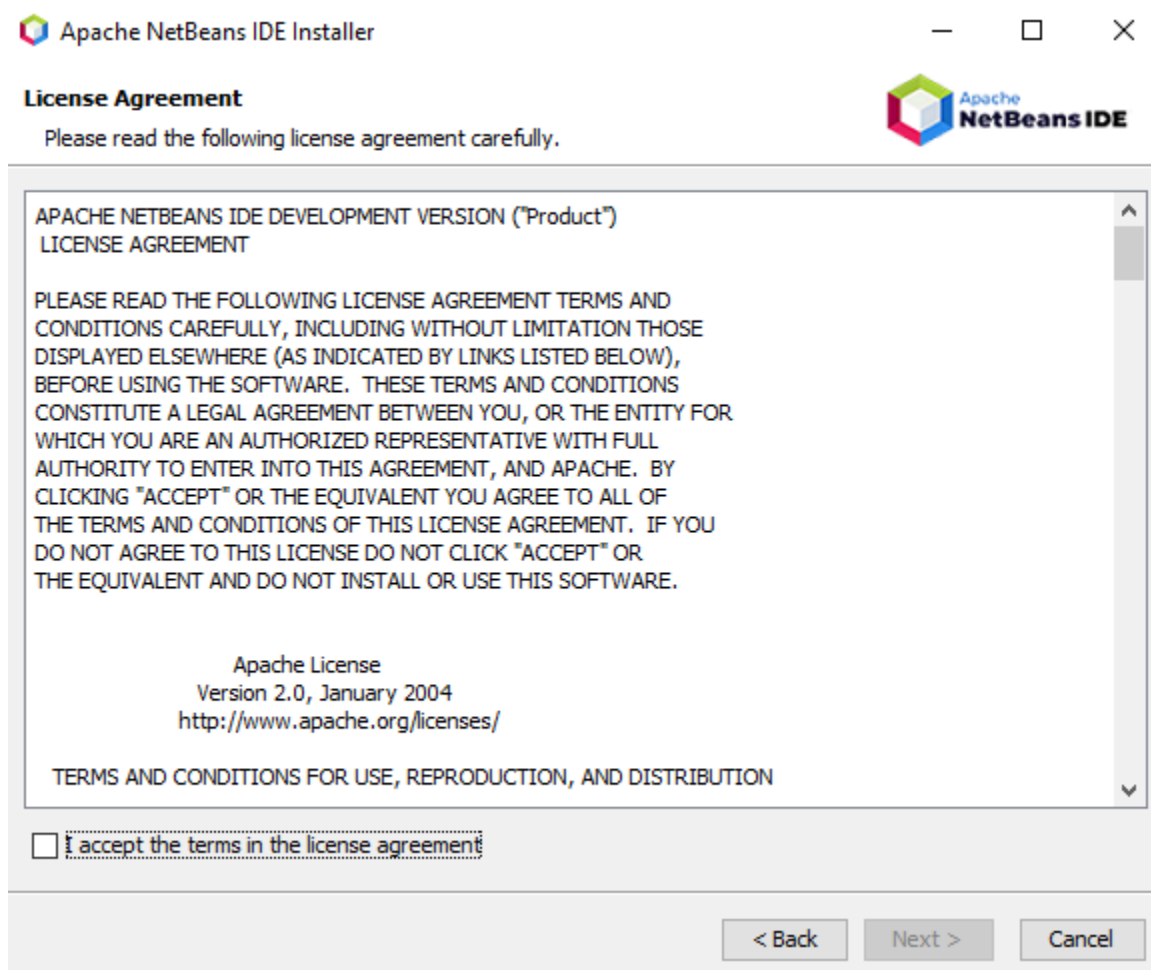 Apache NetBeans IDE Installer
License Agreement
Please read the following license agreement carefully.
Apache
NetBeans IDE
APACHE NETBEANS IDE DEVELOPMENT VERSION ("Product")
LICENSE AGREEMENT
PLEASE READ THE FOLLOWING LICENSE AGREEMENT TERMS AND
CONDITIONS CAREFULLY, INCLUDING WITHOUT LIMITATION THOSE
DISPLAYED ELSEWHERE (AS INDICATED BY LINKS LISTED BELOW),
BEFORE USING THE SOFTWARE.  THESE TERMS AND CONDITIONS
CONSTITUTE A LEGAL AGREEMENT BETWEEN YOU, OR THE ENTITY FOR
WHICH YOU ARE AN AUTHORIZED REPRESENTATIVE WITH FULL
AUTHORITY TO ENTER INTO THIS AGREEMENT, AND APACHE.  BY
CLICKING "ACCEPT" OR THE EQUIVALENT YOU AGREE TO ALL OF
THE TERMS AND CONDITIONS OF THIS LICENSE AGREEMENT.  IF YOU
DO NOT AGREE TO THIS LICENSE DO NOT CLICK "ACCEPT" OR
THE EQUIVALENT AND DO NOT INSTALL OR USE THIS SOFTWARE.
Apache License
Version 2.0, January 2004
http://www.apache.org/licenses/
TERMS AND CONDITIONS FOR USE, REPRODUCTION, AND DISTRIBUTION
I accept the terms in the license agreement
< Back
Next >
Cancel